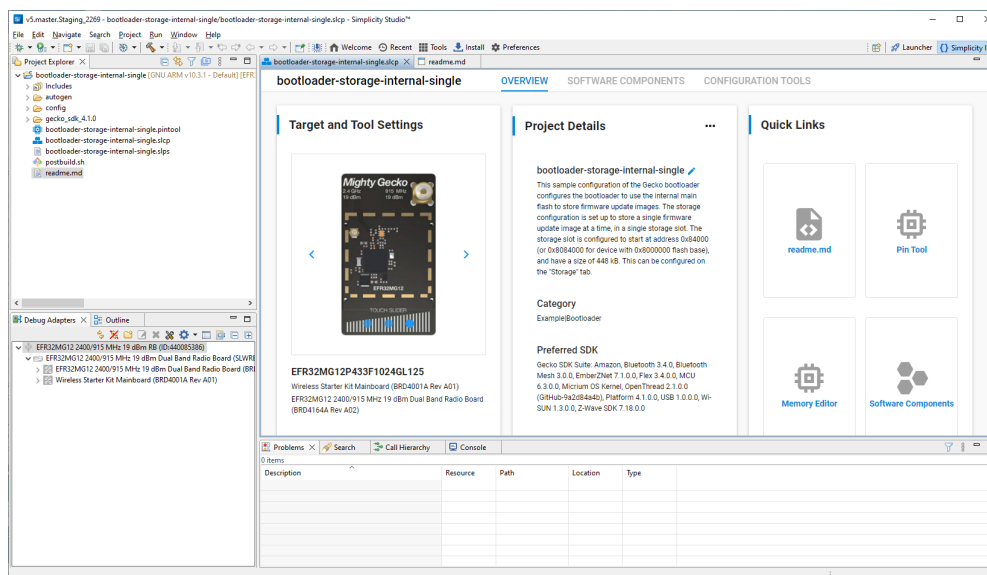 v5.master.Staging_2269 - bootloader-storage-internal-single/bootloader-storage-internal-single.slcp - Simplicity Studio™
File Edit Navigate Search Project Run Window Help
Welcome Recent Tools Install Preferences
Launcher {} Simplicity I
Project Explorer
bootloader-storage-internal-single [GNU ARM v10.3.1 - Default] [EFR
Includes
autogen
config
gecko_sdk_4.1.0
bootloader-storage-internal-single.pintool
bootloader-storage-internal-single.slcp
bootloader-storage-internal-single.slps
postbuild.sh
readme.md
Debug Adapters Outline
EFR32MG12 2400/915 MHz 19 dBm RB (ID:440085386)
EFR32MG12 2400/915 MHz 19 dBm Dual Band Radio Board (SLWRB
EFR32MG12 2400/915 MHz 19 dBm Dual Band Radio Board (BRI
Wireless Starter Kit Mainboard (BRD4001A Rev A01)
bootloader-storage-internal-single.slcp readme.md
bootloader-storage-internal-single OVERVIEW SOFTWARE COMPONENTS CONFIGURATION TOOLS
Target and Tool Settings
Mighty Gecko
2.4 GHz 915 MHz
19 dBm 19 dBm
EFR32MG12
TOUCH SLIDER
EFR32MG12P433F1024GL125
Wireless Starter Kit Mainboard (BRD4001A Rev A01)
EFR32MG12 2400/915 MHz 19 dBm Dual Band Radio Board
(BRD4164A Rev A02)
Project Details
bootloader-storage-internal-single
This sample configuration of the Gecko bootloader
configures the bootloader to use the internal main
flash to store firmware update images. The storage
configuration is set up to store a single firmware
update image at a time, in a single storage slot. The
storage slot is configured to start at address 0x84000
(or 0x8084000 for device with 0x8000000 flash base),
and have a size of 448 kB. This can be configured on
the "Storage" tab.
Category
Example|Bootloader
Preferred SDK
Gecko SDK Suite: Amazon, Bluetooth 3.4.0, Bluetooth
Mesh 3.0.0, EmberZNet 7.1.0.0, Flex 3.4.0.0, MCU
6.3.0.0, Micrium OS Kernel, OpenThread 2.1.0.0
(GitHub-9a2d84a4b), Platform 4.1.0.0, USB 1.0.0.0, Wi-
SUN 1.3.0.0, Z-Wave SDK 7.18.0.0
Quick Links
readme.md
Pin Tool
Memory Editor
Software Components
Problems Search Call Hierarchy Console
0 items
Description Resource Path Location Type